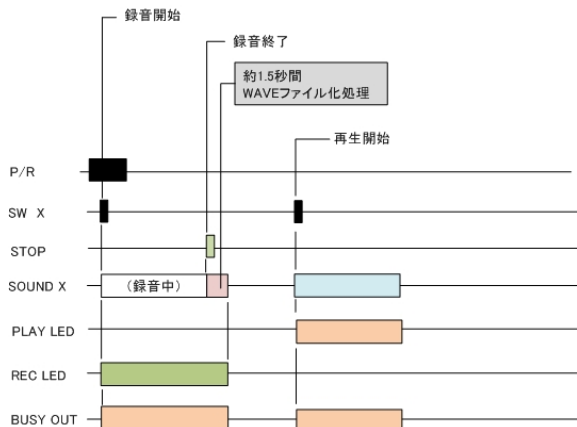 録音開始
録音終了
約1.5秒間
WAVEファイル化処理
再生開始
P/R
SW X
STOP
SOUND X
(録音中)
PLAY LED
REC LED
BUSY OUT